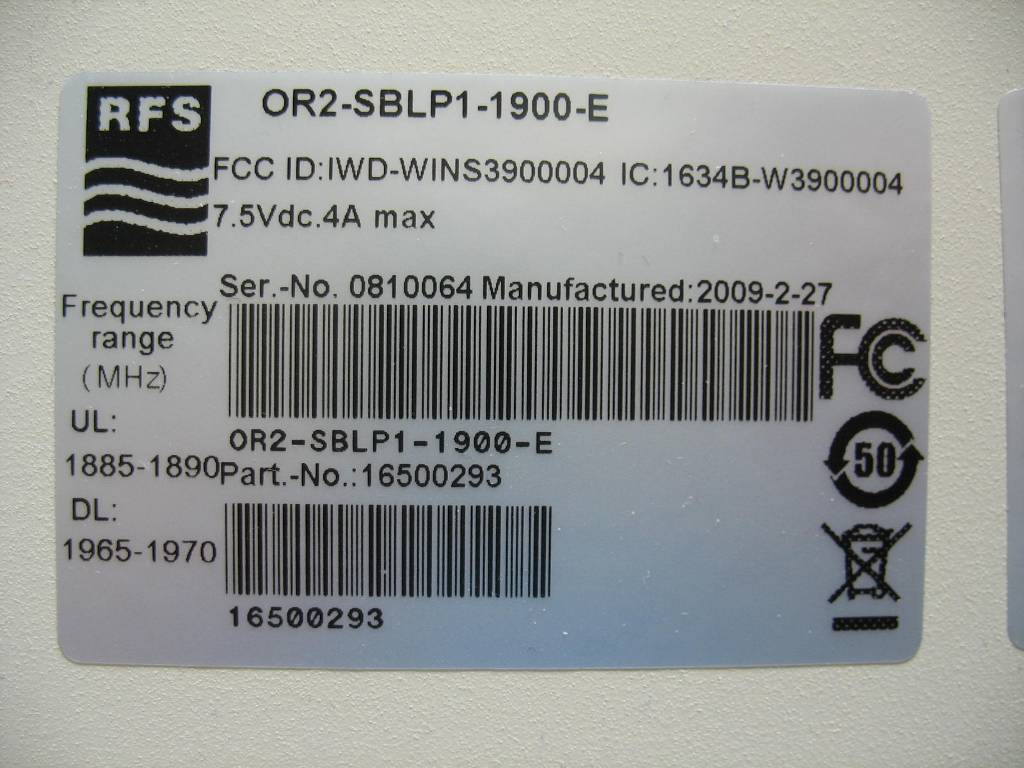 RFS
OR2-SBLP1-1900-E
FCC ID:IWD-WINS3900004 IC:1634B-W3900004
7.5Vdc.4A max
Ser.-No. 0810064 Manufactured:2009-2-27
Frequency
range
(MHz)
FC
UL:
OR2-SBLP1-1900-E
1885-1890
Part.-No.:16500293
50
DL:
1965-1970
16500293